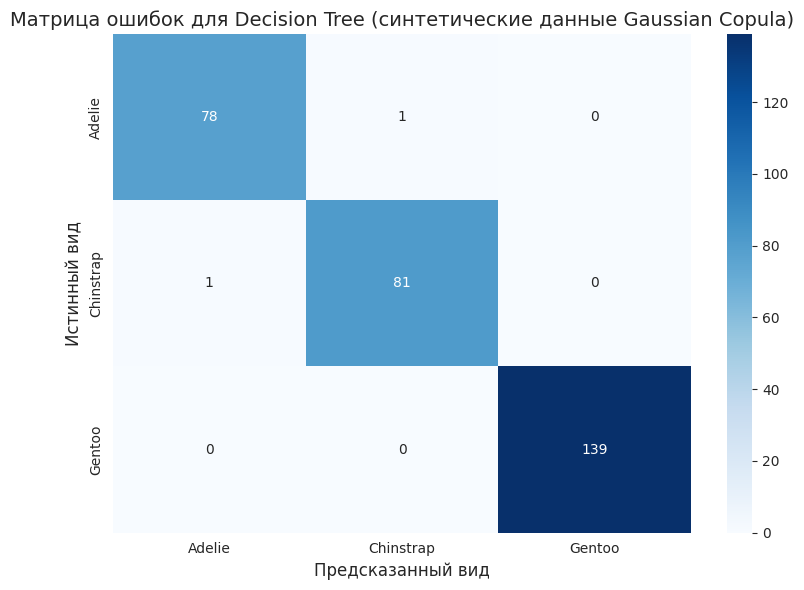 Матрица ошибок для Decision Tree (синтетические данные Gaussian Copula)
Истинный вид
Adelie
78
1
0
Chinstrap
1
81
0
Gentoo
0
0
139
Adelie
Chinstrap
Gentoo
Предсказанный вид
120
100
80
60
40
20
0